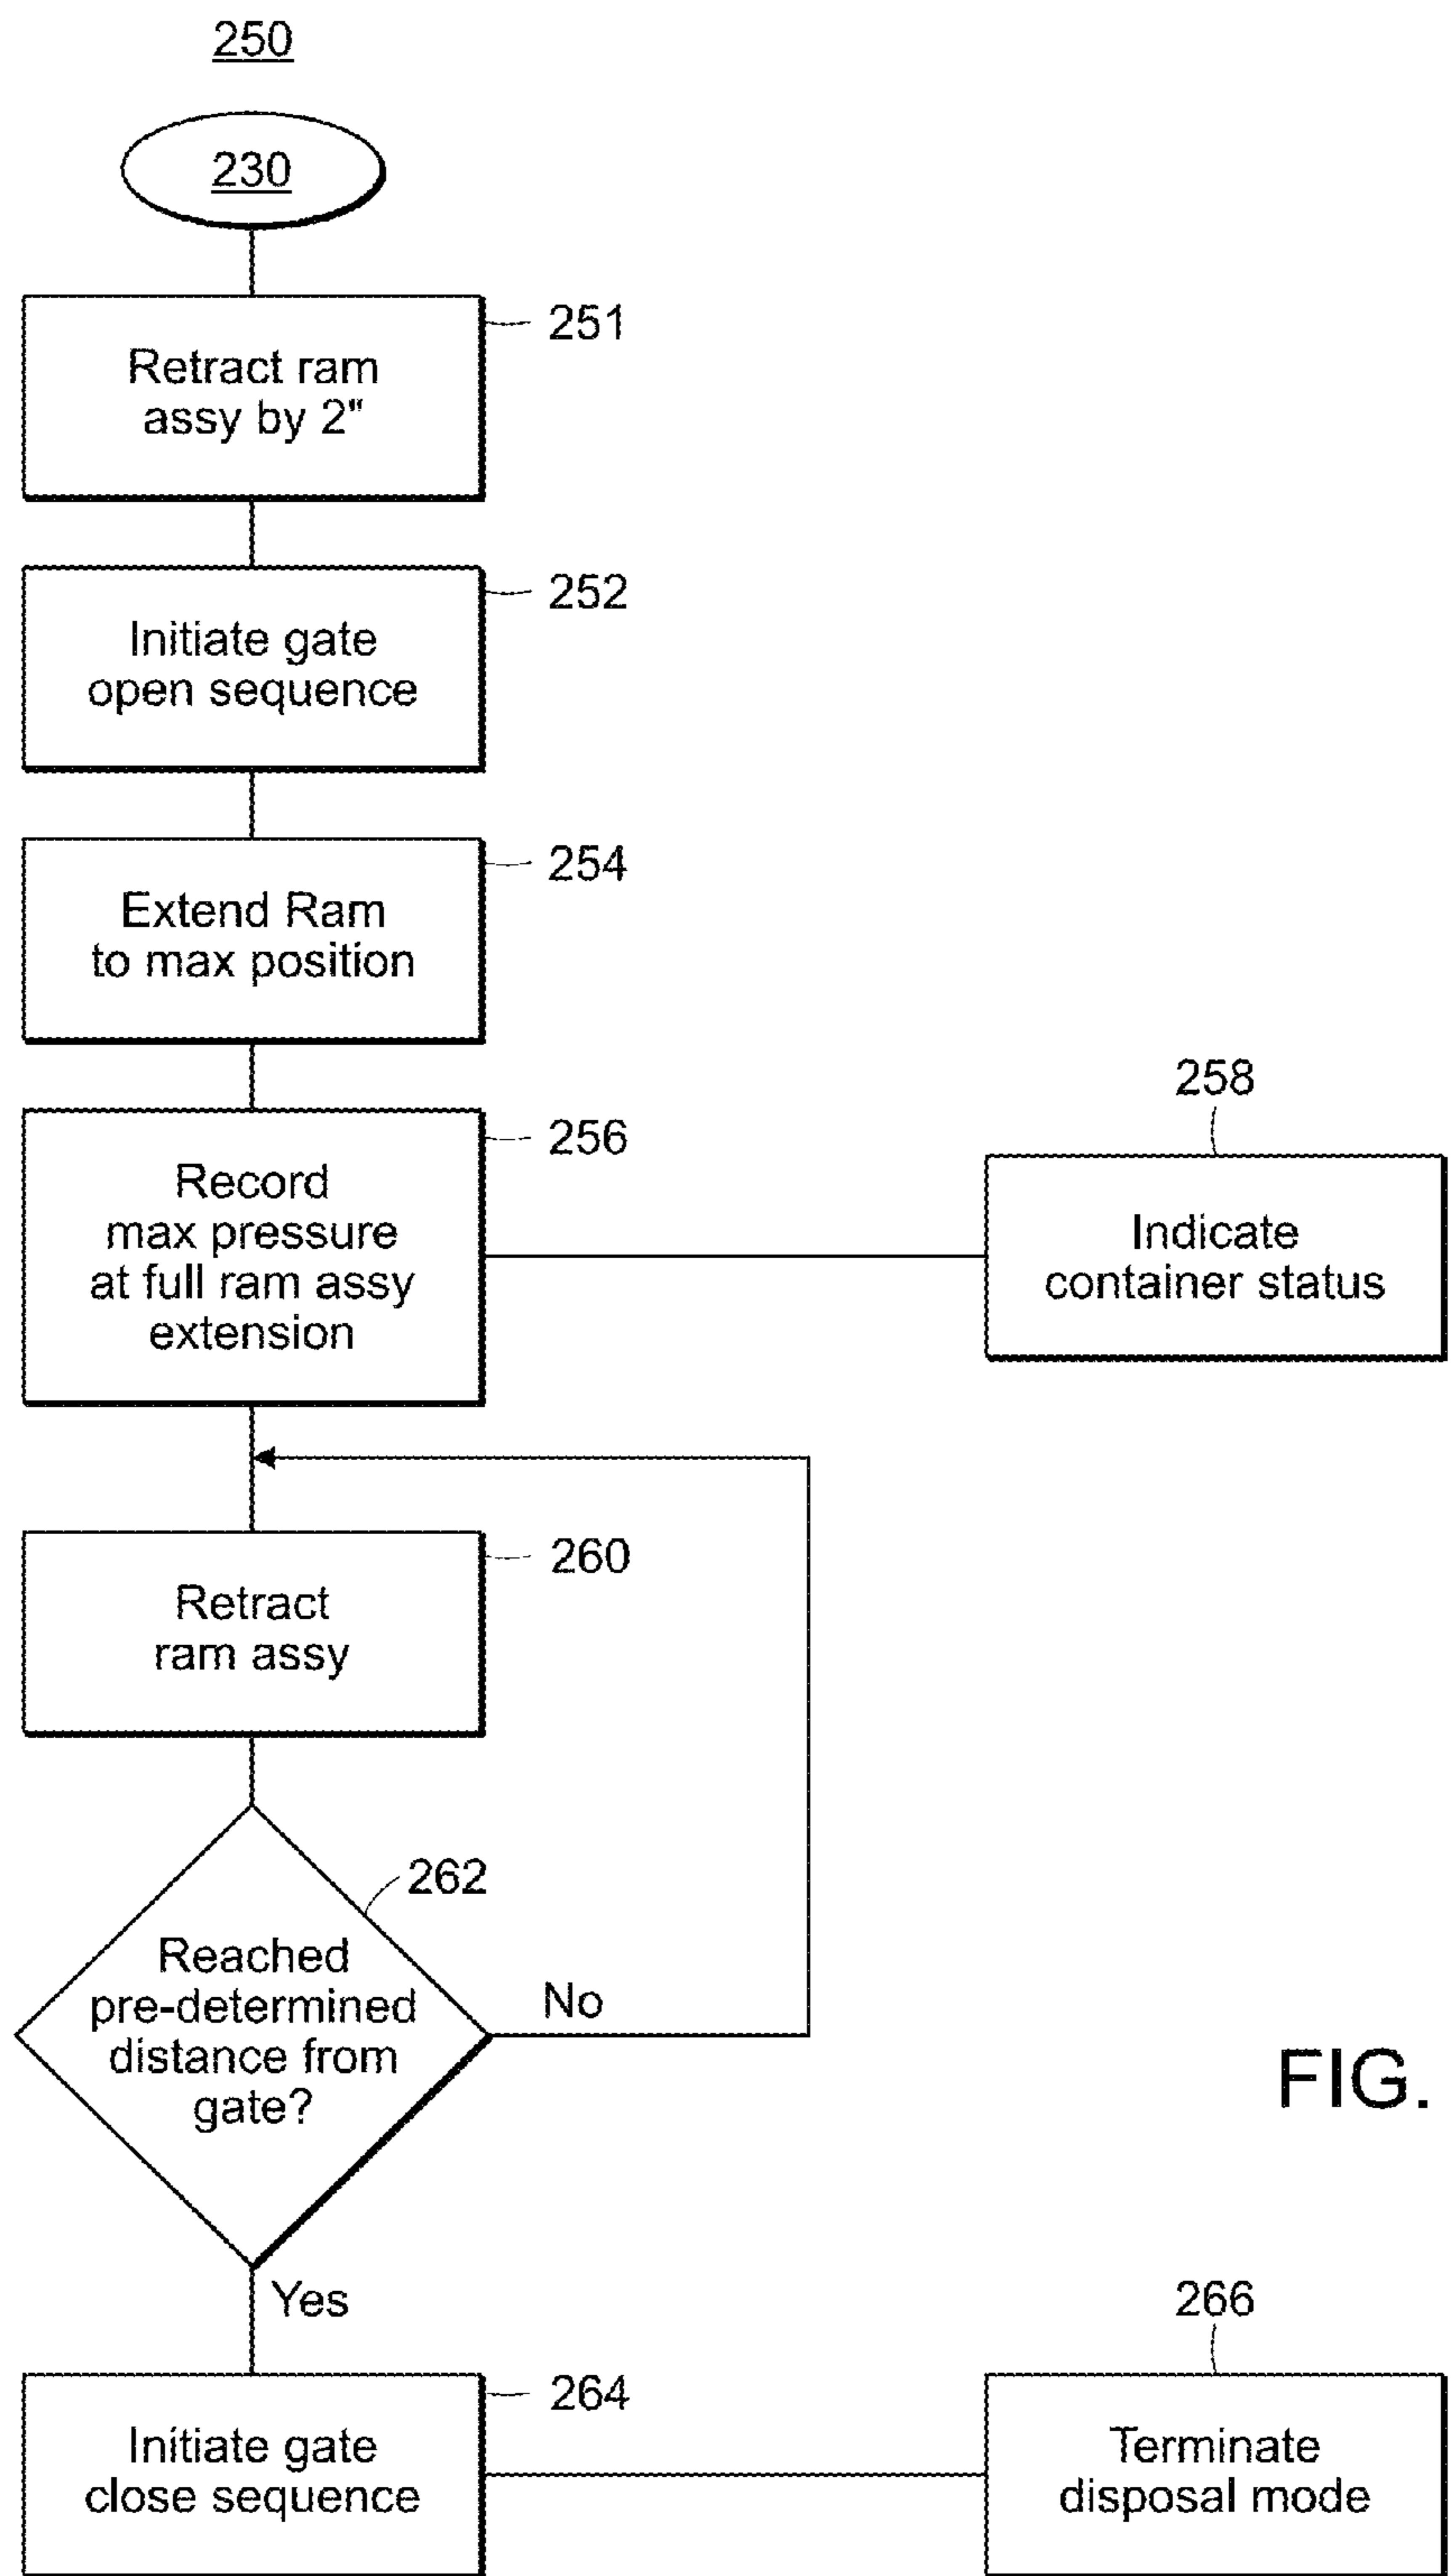 250
230
251
Retract ram
assy by 2"
252
Initiate gate
open sequence
254
Extend Ram
to max position
256
Record
max pressure
at full ram assy
extension
258
Indicate
container status
260
Retract
ram assy
262
Reached
pre-determined
distance from
gate?
No
Yes
FIG.
264
Initiate gate
close sequence
266
Terminate
disposal mode